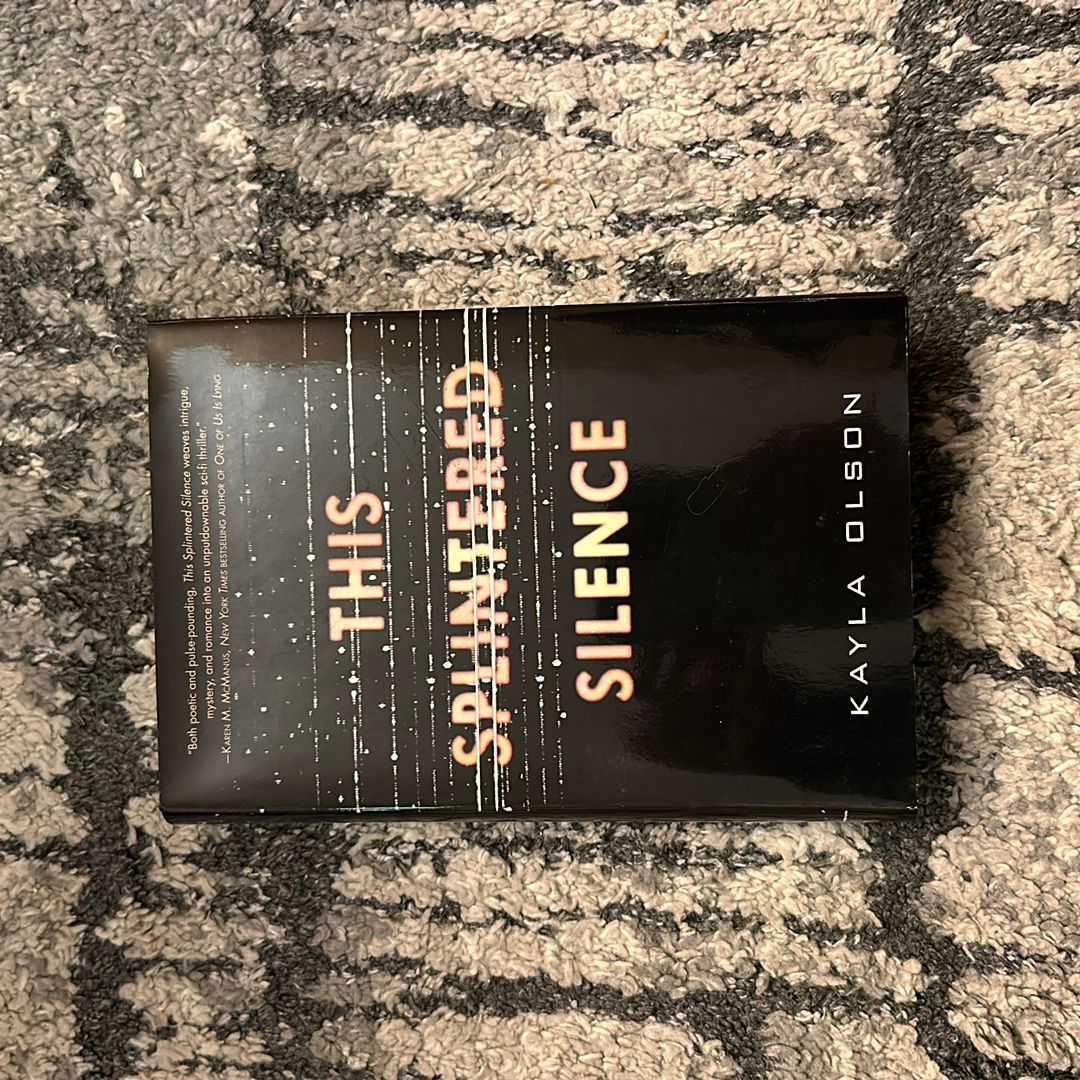 "Both poetic and pulse-pounding, This Splintered Silence weaves intrigue,
mystery, and romance into an unputdownable sci-fi thriller."
—KAREN M. MCMANUS, NEW YORK TIMES BESTSELLING AUTHOR OF ONE OF US IS LYING
THIS
SPLINTERED
SILENCE
KAYLA OLSON